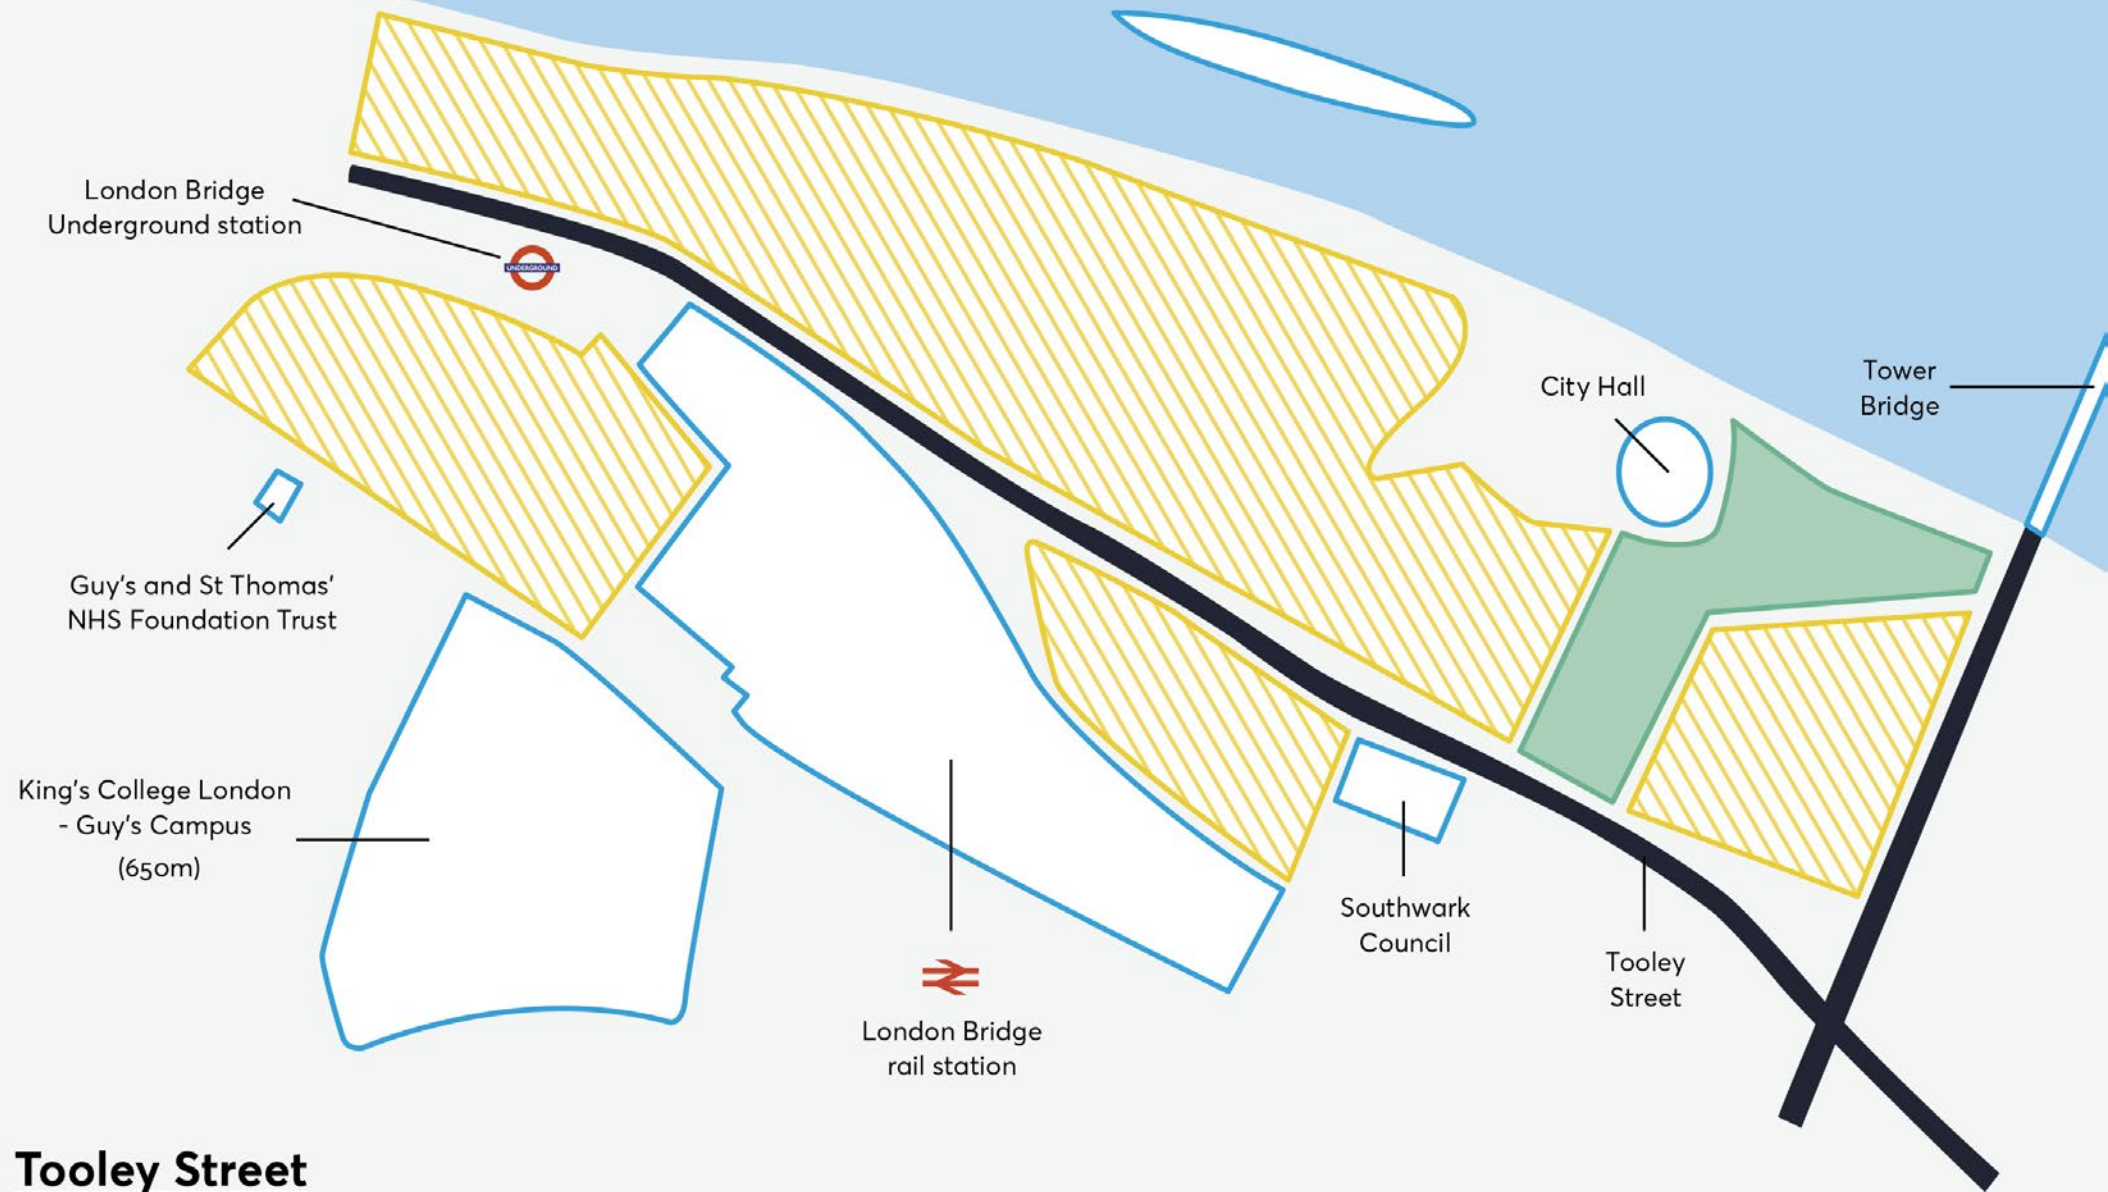 London Bridge
Underground station
UNDERGROUND
City Hall
Tower
Bridge
Guy's and St Thomas'
NHS Foundation Trust
King's College London
- Guy's Campus
(650m)
Southwark
Council
Tooley
Street
London Bridge
rail station
Tooley Street